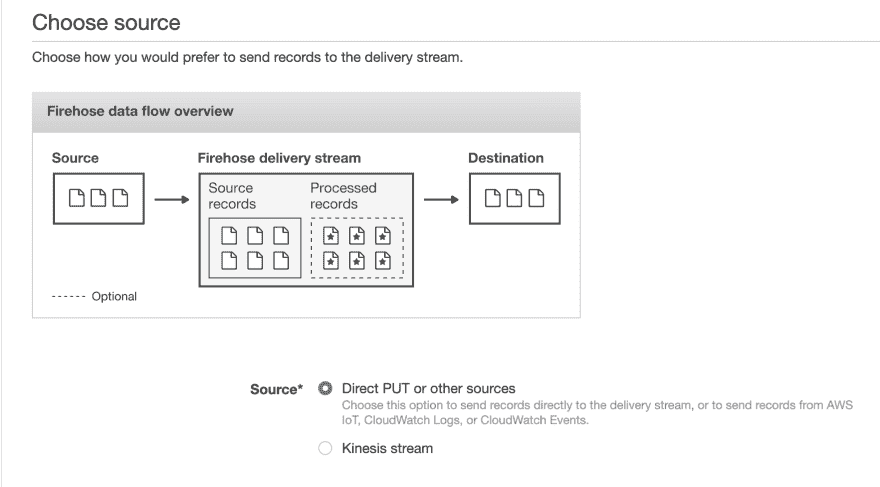 Choose source
Choose how you would prefer to send records to the delivery stream.
Firehose data flow overview
Source
Firehose delivery stream
Destination
Source
records
Processed
records
Optional
Source*
Direct PUT or other sources
Choose this option to send records directly to the delivery stream, or to send records from AWS
IoT, CloudWatch Logs, or CloudWatch Events.
Kinesis stream